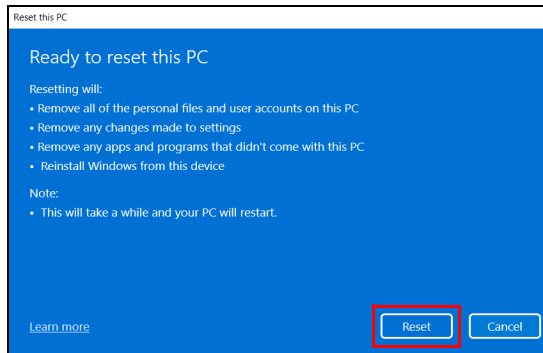 Reset this PC
Ready to reset this PC
Resetting will:
• Remove all of the personal files and user accounts on this PC
• Remove any changes made to settings
• Remove any apps and programs that didn't come with this PC
• Reinstall Windows from this device
Note:
• This will take a while and your PC will restart.
Learn more
Reset
Cancel